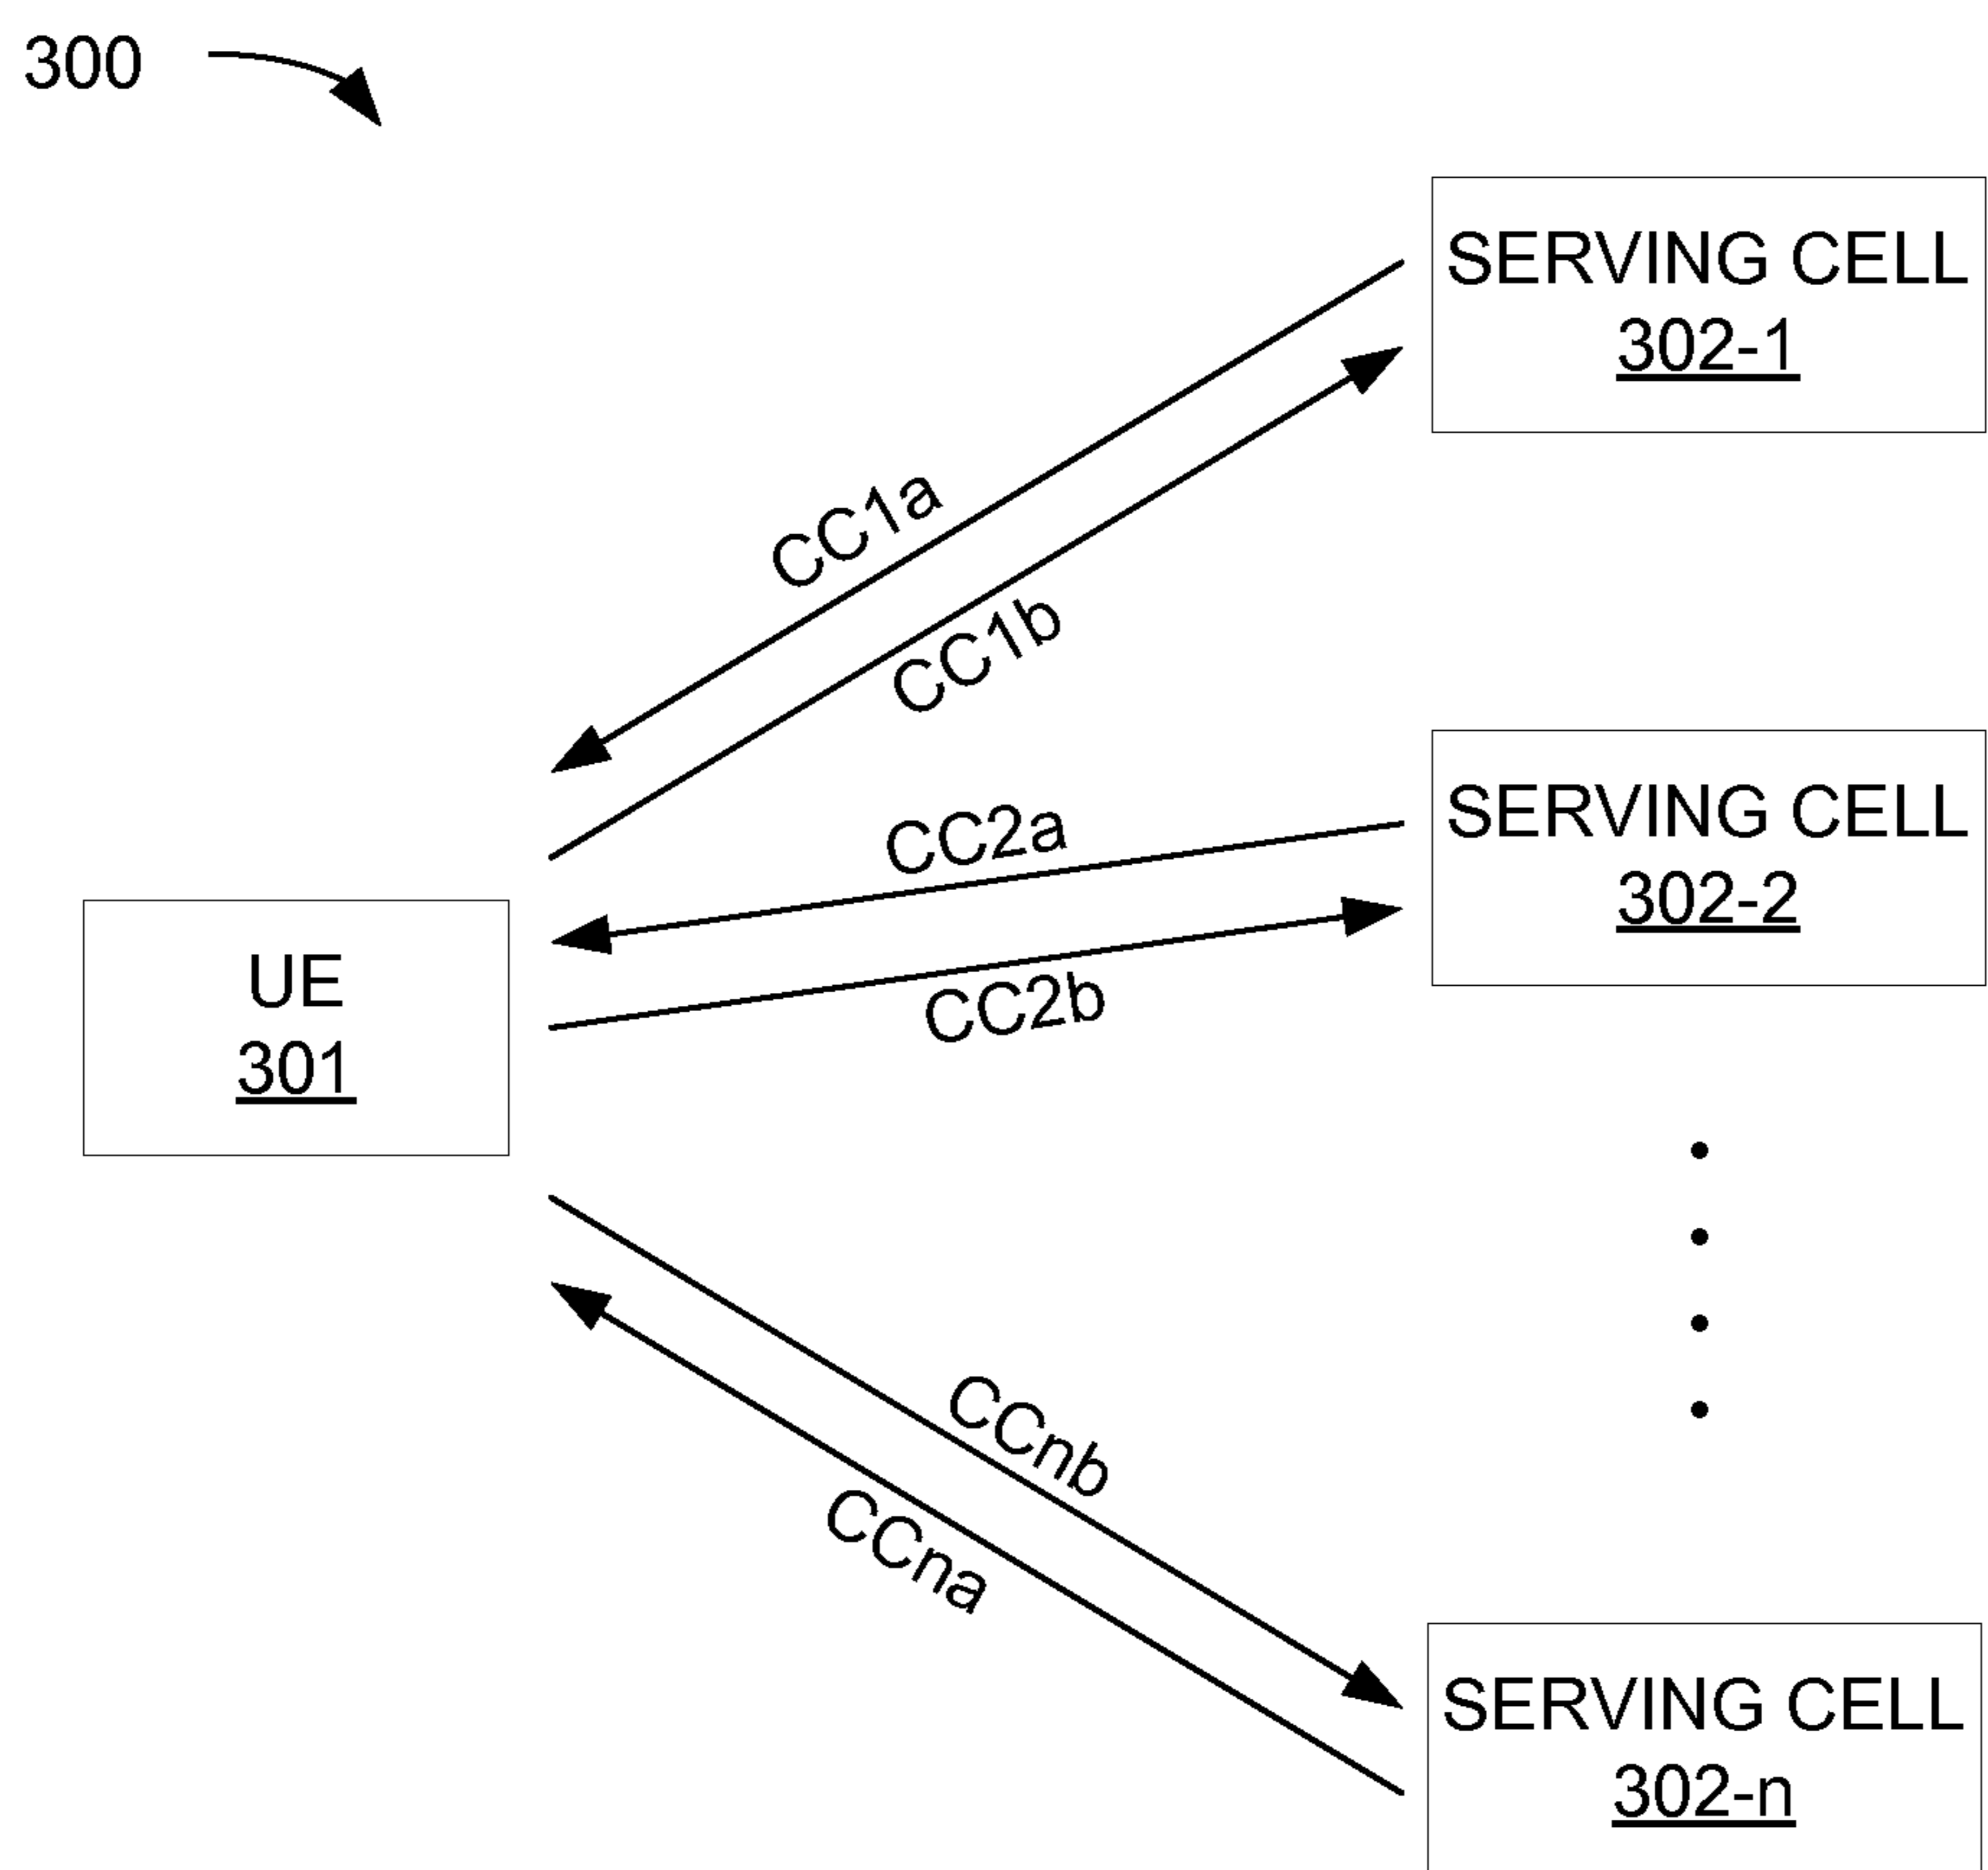 300
SERVING CELL
302-1
CC1a
CC1b
SERVING CELL
302-2
CC2a
CC2b
UE
301
CCnb
CCna
SERVING CELL
302-n